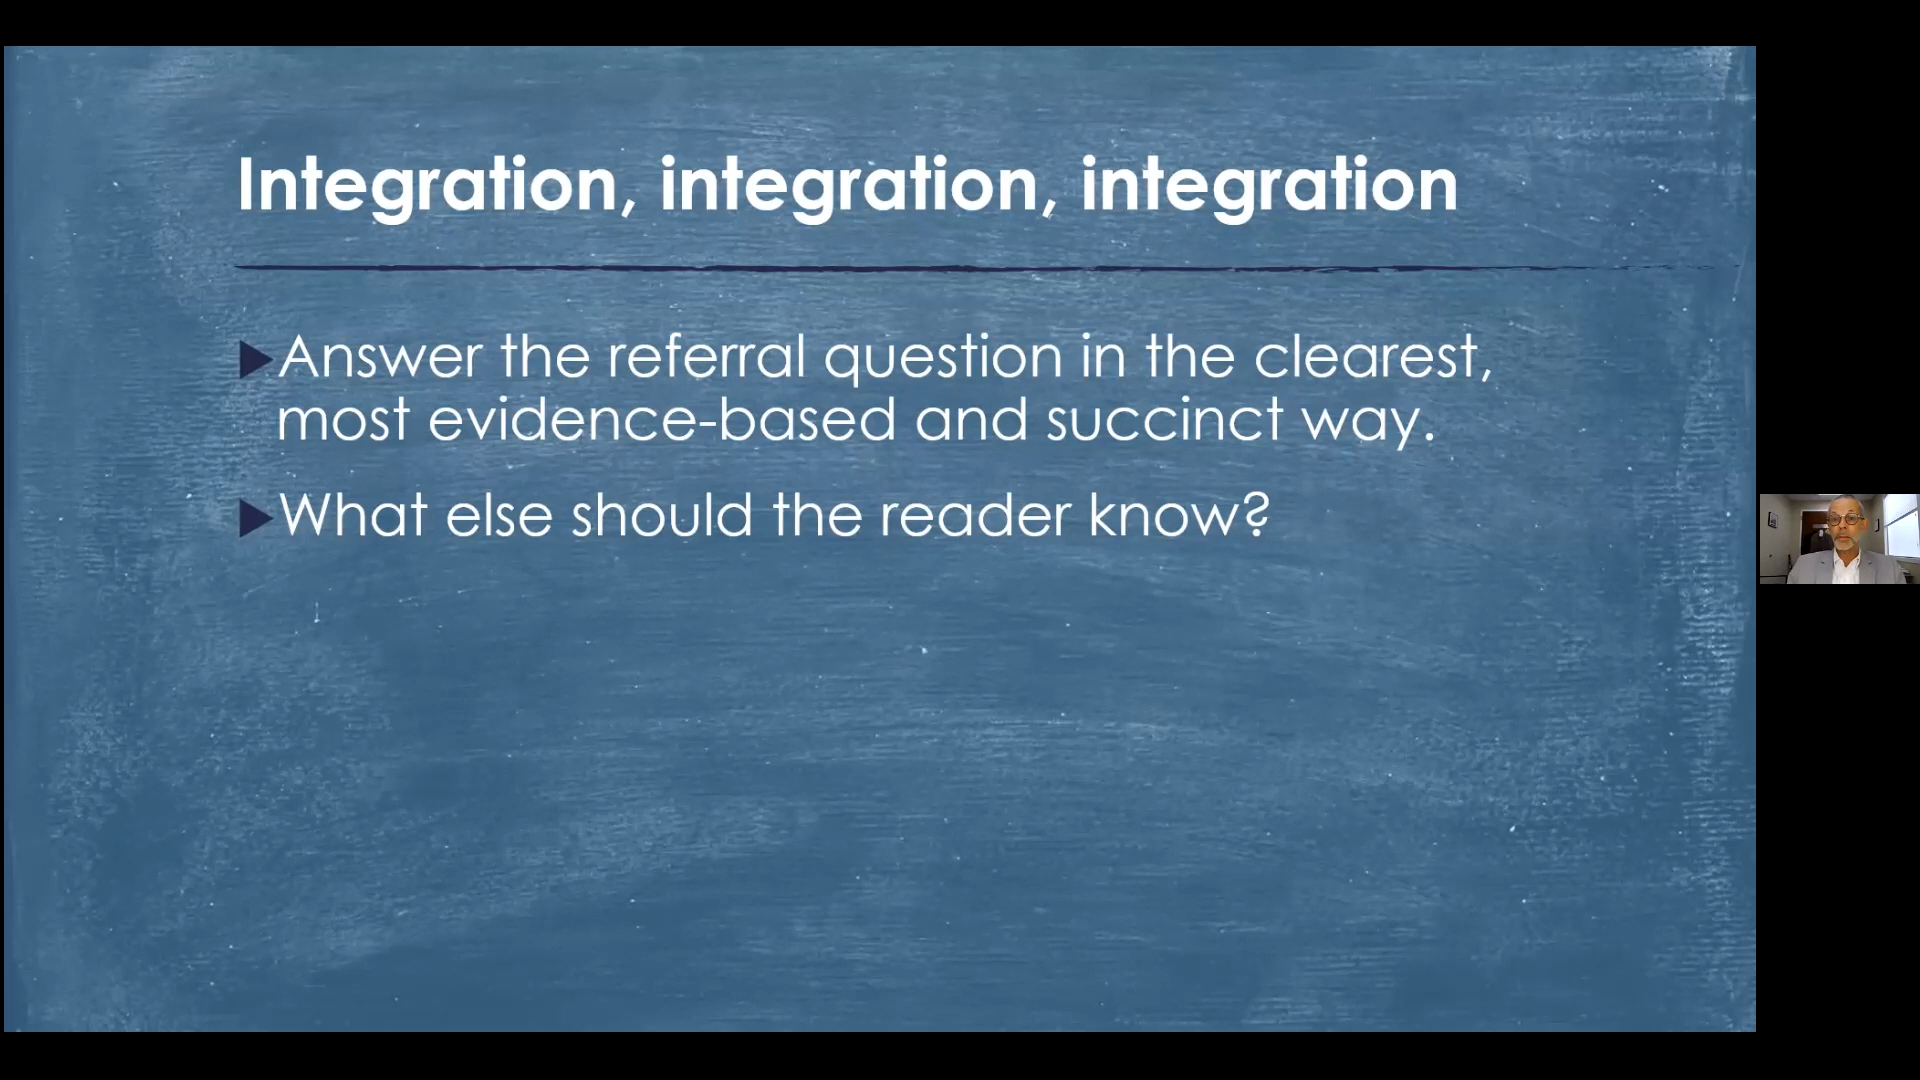 Integration, integration, integration
Answer the referral question in the clearest,
most evidence-based and succinct way.
What else should the reader know?